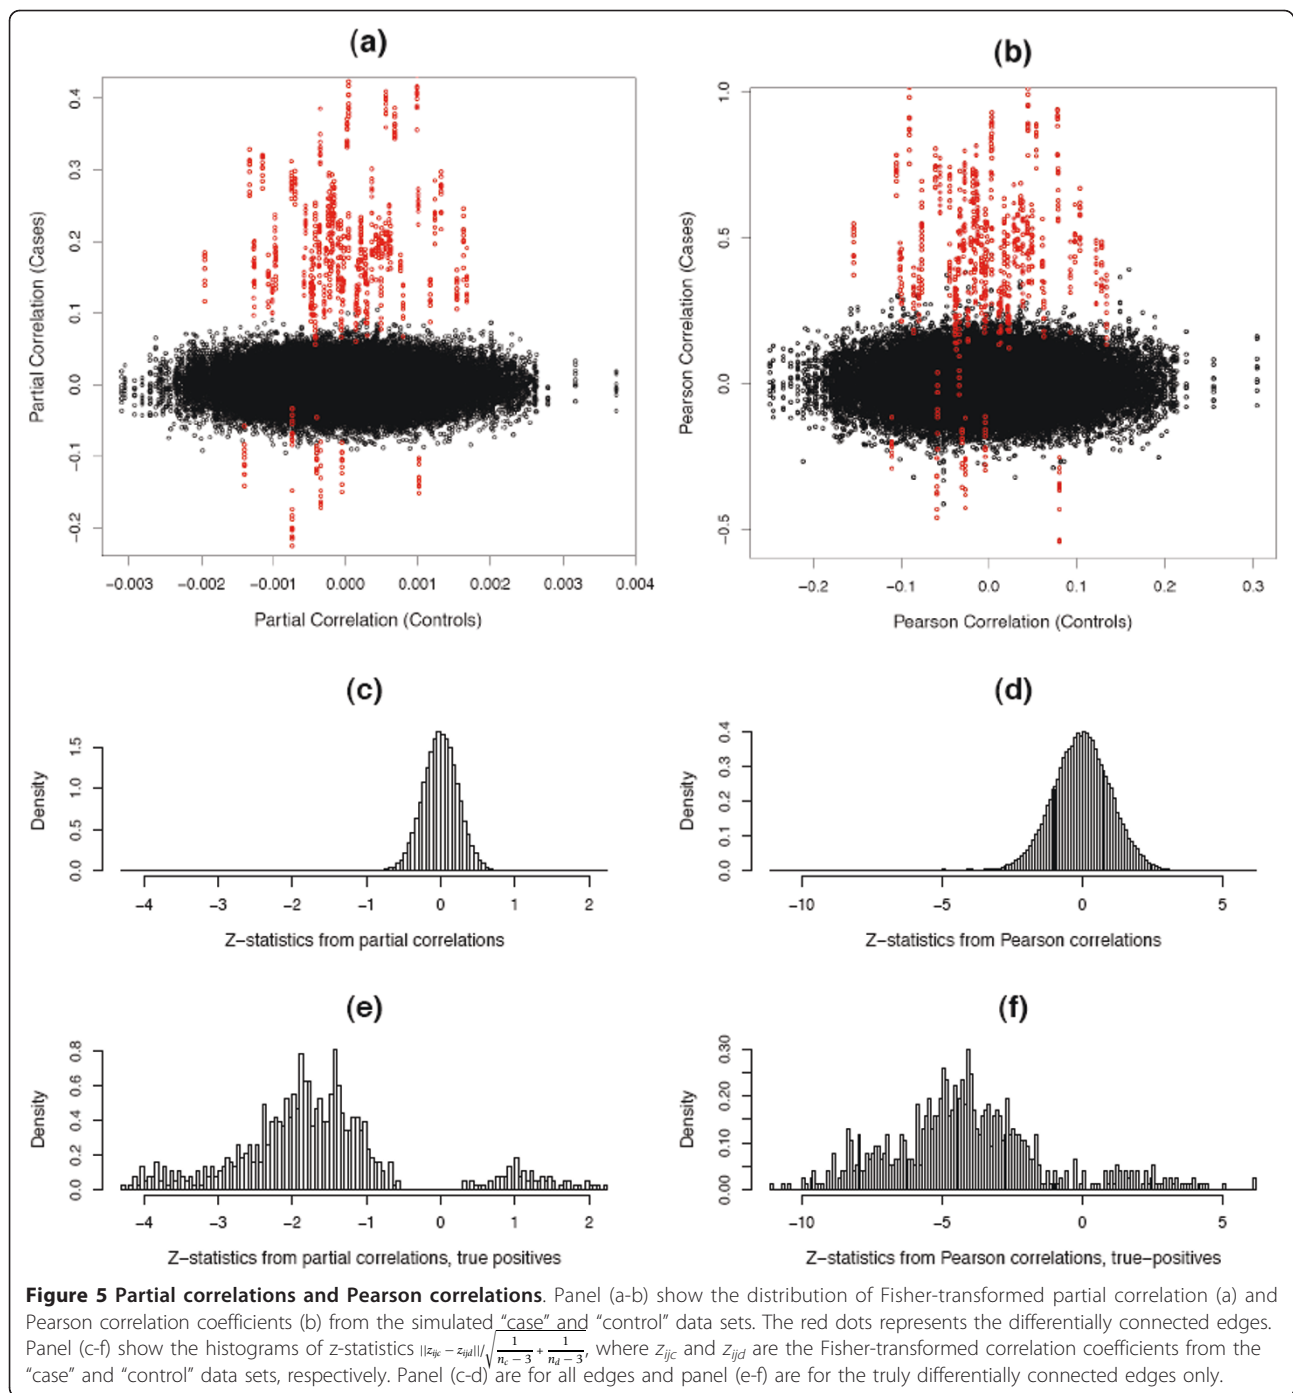 (a)
0.4
0.3
0.2
0.1
0.0
−0.1
−0.2
Partial Correlation (Cases)
−0.003 −0.002 −0.001 0.000 0.001 0.002 0.003 0.004
Partial Correlation (Controls)
(b)
1.0
0.5
0.0
−0.5
Pearson Correlation (Cases)
−0.2 −0.1 0.0 0.1 0.2 0.3
Pearson Correlation (Controls)
(c)
1.5
1.0
0.5
0.0
Density
−4 −3 −2 −1 0 1 2
Z−statistics from partial correlations
(d)
0.4
0.3
0.2
0.1
0.0
Density
−10 −5 0 5
Z−statistics from Pearson correlations
(e)
0.8
0.6
0.4
0.2
0.0
Density
−4 −3 −2 −1 0 1 2
Z−statistics from partial correlations, true positives
(f)
0.30
0.20
0.10
0.00
Density
−10 −5 0 5
Z−statistics from Pearson correlations, true−positives
Figure 5 Partial correlations and Pearson correlations. Panel (a-b) show the distribution of Fisher-transformed partial correlation (a) and
Pearson correlation coefficients (b) from the simulated “case” and “control” data sets. The red dots represents the differentially connected edges.
Panel (c-f) show the histograms of z-statistics ||z_ijc − z_ijd||/√(1/(n_c − 3) + 1/(n_d − 3)), where z_ijc and z_ijd are the Fisher-transformed correlation coefficients from the
“case” and “control” data sets, respectively. Panel (c-d) are for all edges and panel (e-f) are for the truly differentially connected edges only.